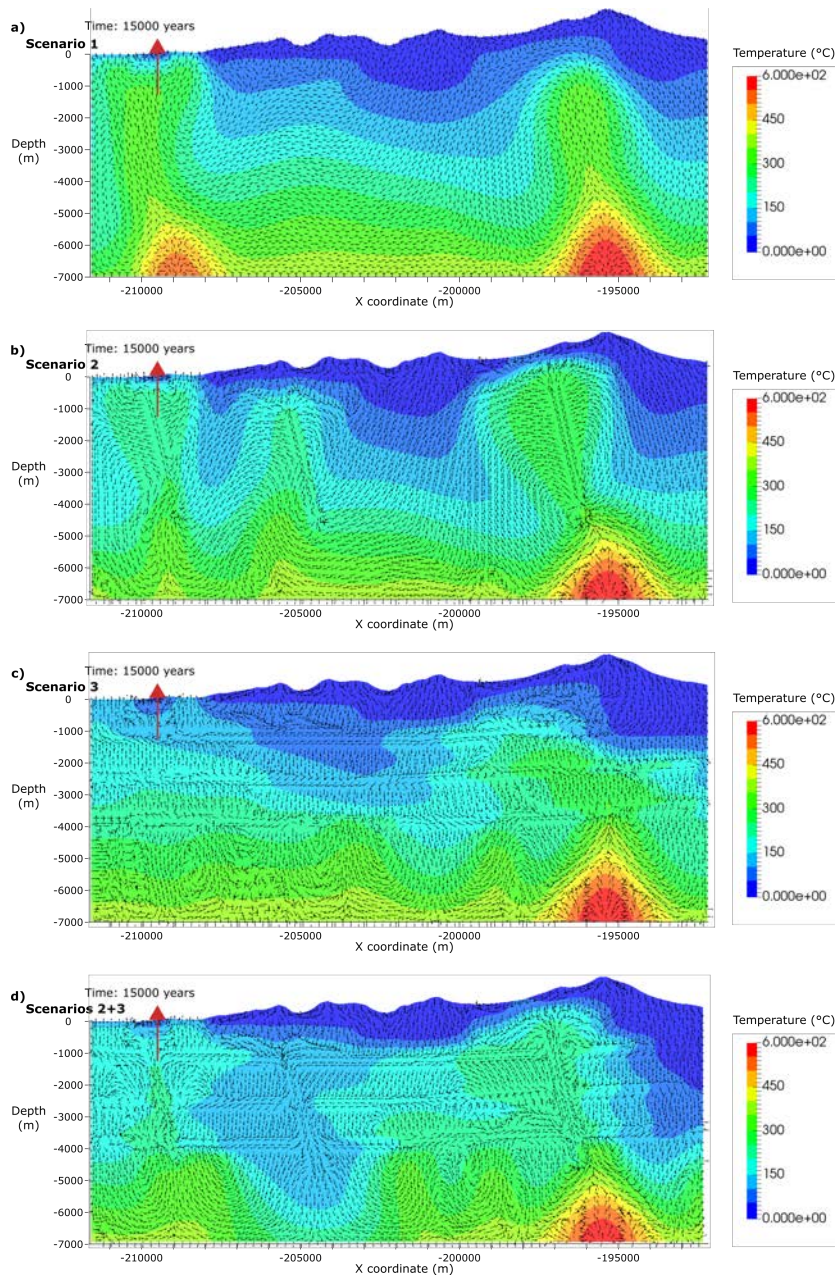 a)
Time: 15000 years
Scenario 1
Depth
(m)
0
-1000
-2000
-3000
-4000
-5000
-6000
-7000
-210000
-205000
-200000
-195000
X coordinate (m)
Temperature (°C)
6.000e+02
450
300
150
0.000e+00
b)
Time: 15000 years
Scenario 2
Depth
(m)
0
-1000
-2000
-3000
-4000
-5000
-6000
-7000
-210000
-205000
-200000
-195000
X coordinate (m)
Temperature (°C)
6.000e+02
450
300
150
0.000e+00
c)
Time: 15000 years
Scenario 3
Depth
(m)
0
-1000
-2000
-3000
-4000
-5000
-6000
-7000
-210000
-205000
-200000
-195000
X coordinate (m)
Temperature (°C)
6.000e+02
450
300
150
0.000e+00
d)
Time: 15000 years
Scenarios 2+3
Depth
(m)
0
-1000
-2000
-3000
-4000
-5000
-6000
-7000
-210000
-205000
-200000
-195000
X coordinate (m)
Temperature (°C)
6.000e+02
450
300
150
0.000e+00